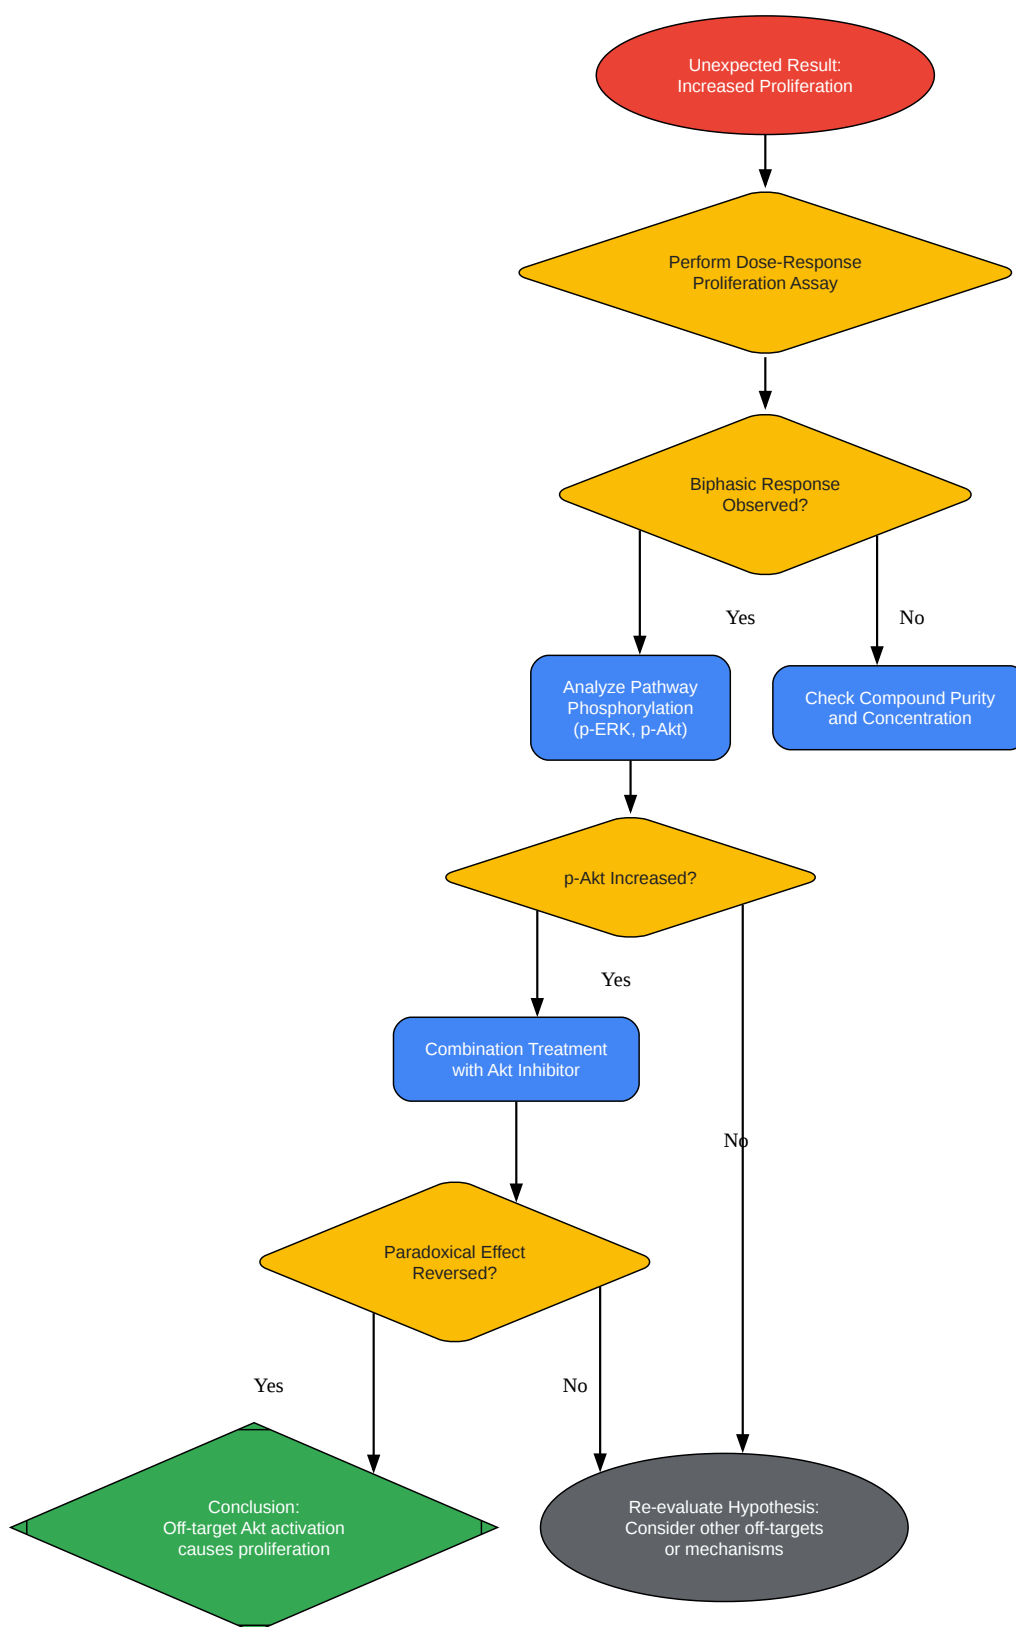 Unexpected Result:
Increased Proliferation
Perform Dose-Response
Proliferation Assay
Biphasic Response
Observed?
Yes
No
Analyze Pathway
Phosphorylation
(p-ERK, p-Akt)
Check Compound Purity
and Concentration
p-Akt Increased?
Yes
Combination Treatment
with Akt Inhibitor
No
Paradoxical Effect
Reversed?
Yes
No
Conclusion:
Off-target Akt activation
causes proliferation
Re-evaluate Hypothesis:
Consider other off-targets
or mechanisms